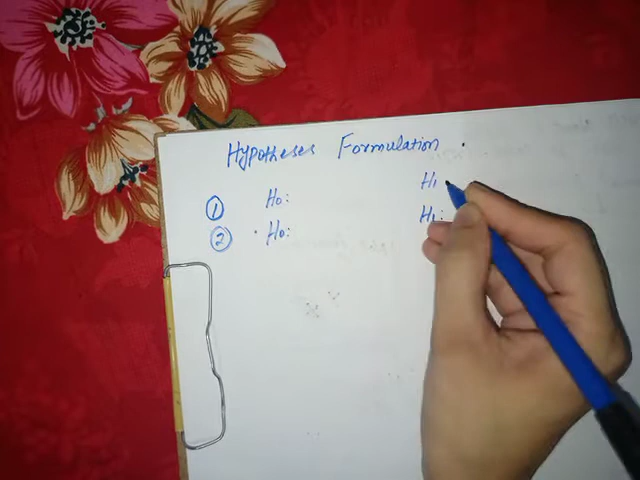 Hypotheses Formulation .
① Ho: H1
② Ho: H1: